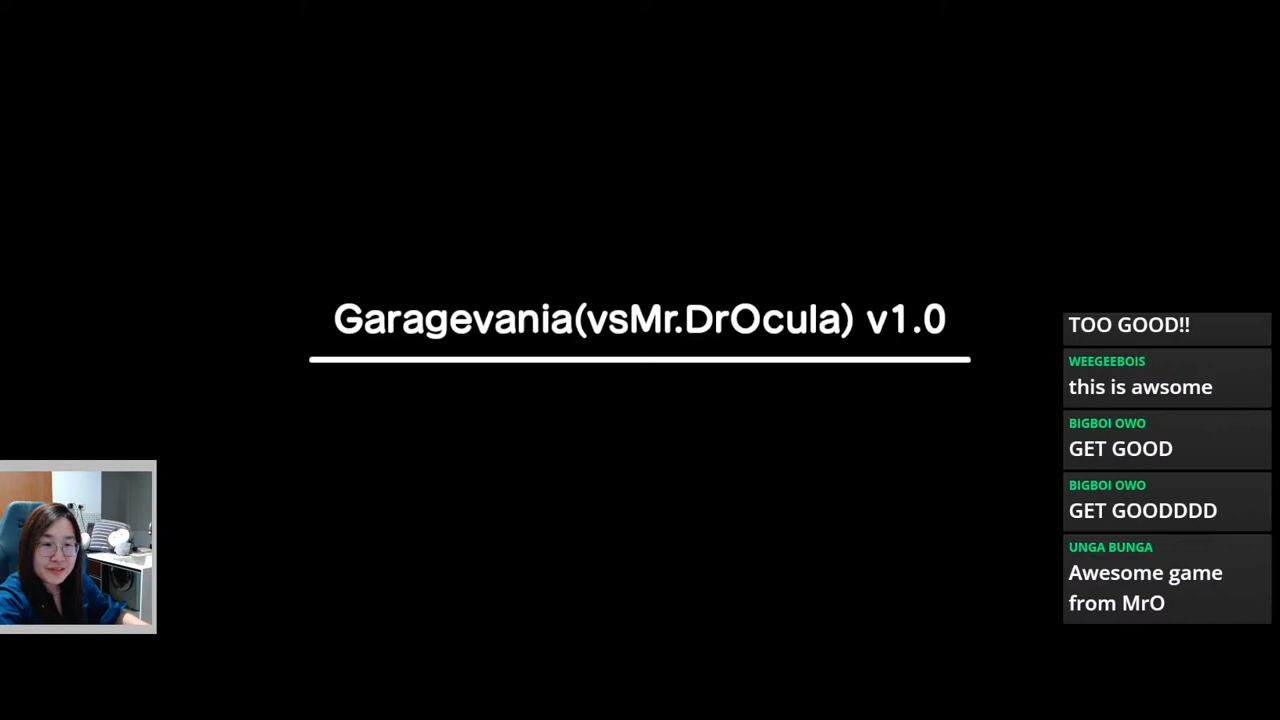 Garagevania(vsMr.DrOcula) v1.0
TOO GOOD!!
WEEGEEBOIS
this is awsome
BIGBOI OWO
GET GOOD
BIGBOI OWO
GET GOODDDD
UNGA BUNGA
Awesome game
from MrO